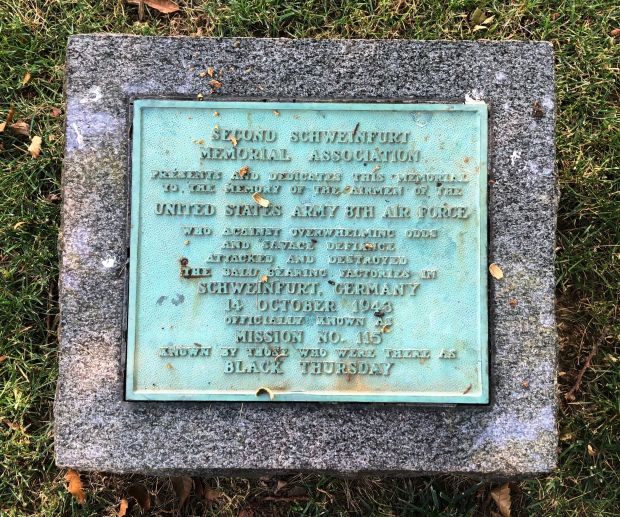 SECOND SCHWEINFURT
MEMORIAL ASSOCIATION
PRESENTS AND DEDICATES THIS MEMORIAL
TO THE MEMORY OF THE AIRMEN OF THE
UNITED STATES ARMY 8TH AIR FORCE
WHO AGAINST OVERWHELMING ODDS
AND SAVAGE DEFIANCE
ATTACKED AND DESTROYED
THE BALL BEARING FACTORIES IN
SCHWEINFURT, GERMANY
14 OCTOBER 1943
OFFICIALLY KNOWN AS
MISSION NO. 115
KNOWN BY THOSE WHO WERE THERE AS
BLACK THURSDAY